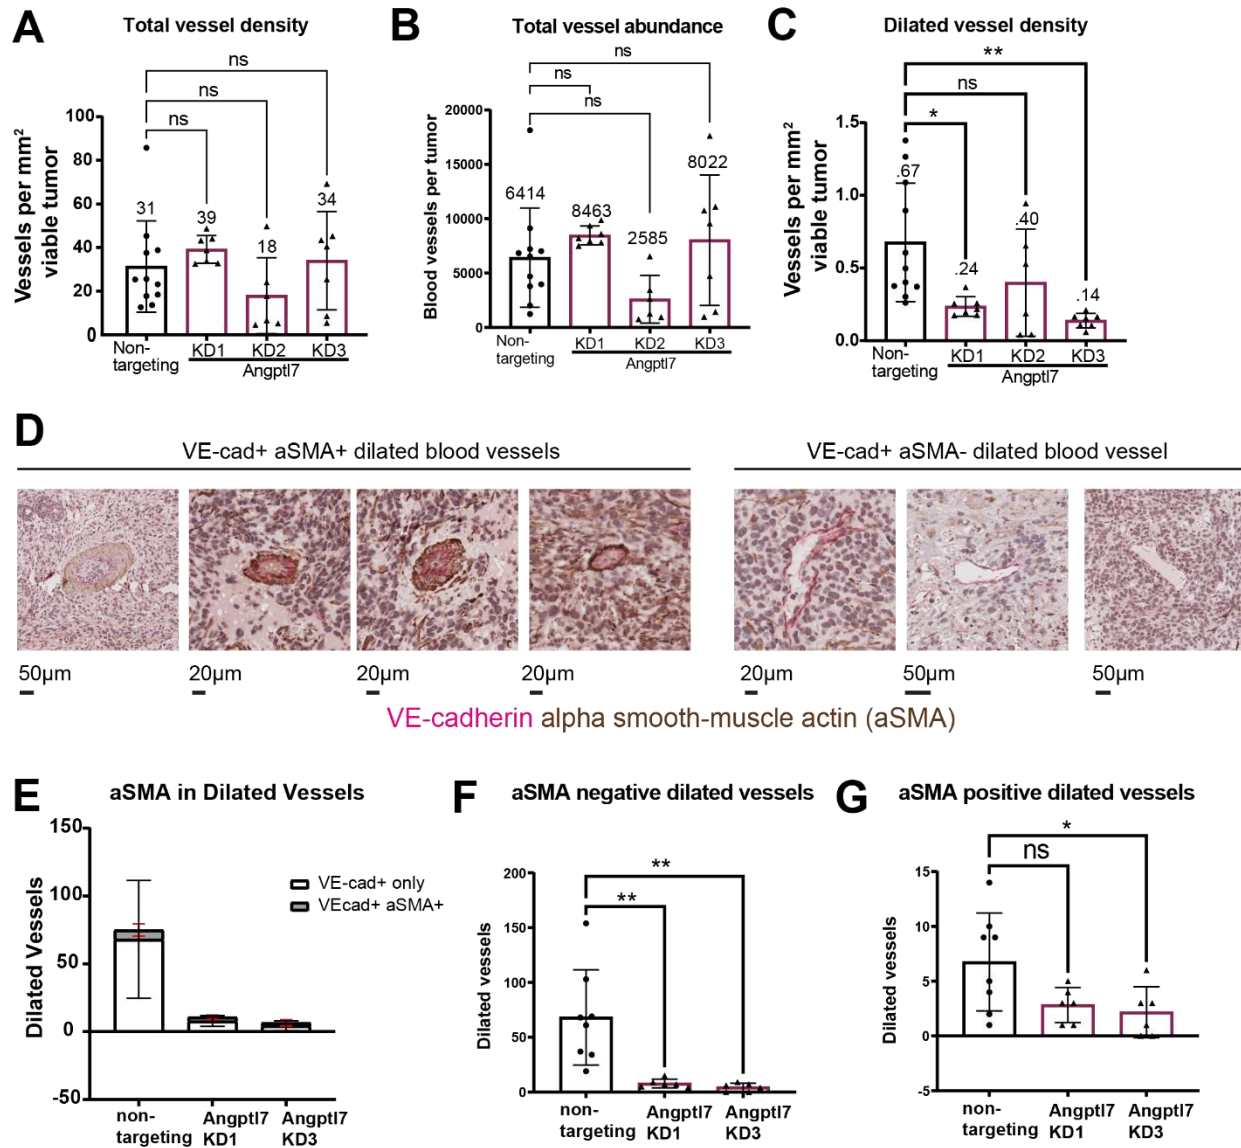 A
Total vessel density
ns
ns
ns
Vessels per mm²
viable tumor
100
80
60
40
20
0
31
39
18
34
Non-
targeting
KD1
KD2
KD3
Angptl7
B
Total vessel abundance
ns
ns
ns
Blood vessels per tumor
20000
15000
10000
5000
0
6414
8463
2585
8022
Non-
targeting
KD1
KD2
KD3
Angptl7
C
Dilated vessel density
**
ns
*
Vessels per mm²
viable tumor
1.5
1.0
0.5
0.0
.67
.24
.40
.14
Non-
targeting
KD1
KD2
KD3
Angptl7
D
VE-cad+ aSMA+ dilated blood vessels
VE-cad+ aSMA- dilated blood vessel
50µm
20µm
20µm
20µm
20µm
50µm
50µm
VE-cadherin alpha smooth-muscle actin (aSMA)
E
aSMA in Dilated Vessels
Dilated Vessels
150
100
50
0
-50
VE-cad+ only
VEcad+ aSMA+
non-
targeting
Angptl7
KD1
Angptl7
KD3
F
aSMA negative dilated vessels
**
**
Dilated vessels
200
150
100
50
0
non-
targeting
Angptl7
KD1
Angptl7
KD3
G
aSMA positive dilated vessels
*
ns
Dilated vessels
15
10
5
0
-5
non-
targeting
Angptl7
KD1
Angptl7
KD3